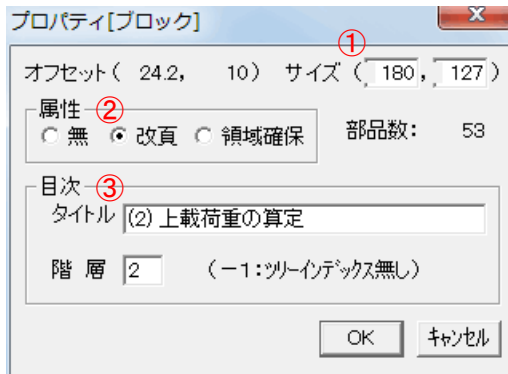 プロパティ[ブロック]
①
オフセット( 24.2, 10) サイズ ( 180, 127 )
属性 ②
無 改頁 領域確保 部品数: 53
目次 ③
タイトル (2) 上載荷重の算定
階 層 2 (-1:ツリーインデックス無し)
OK キャンセル